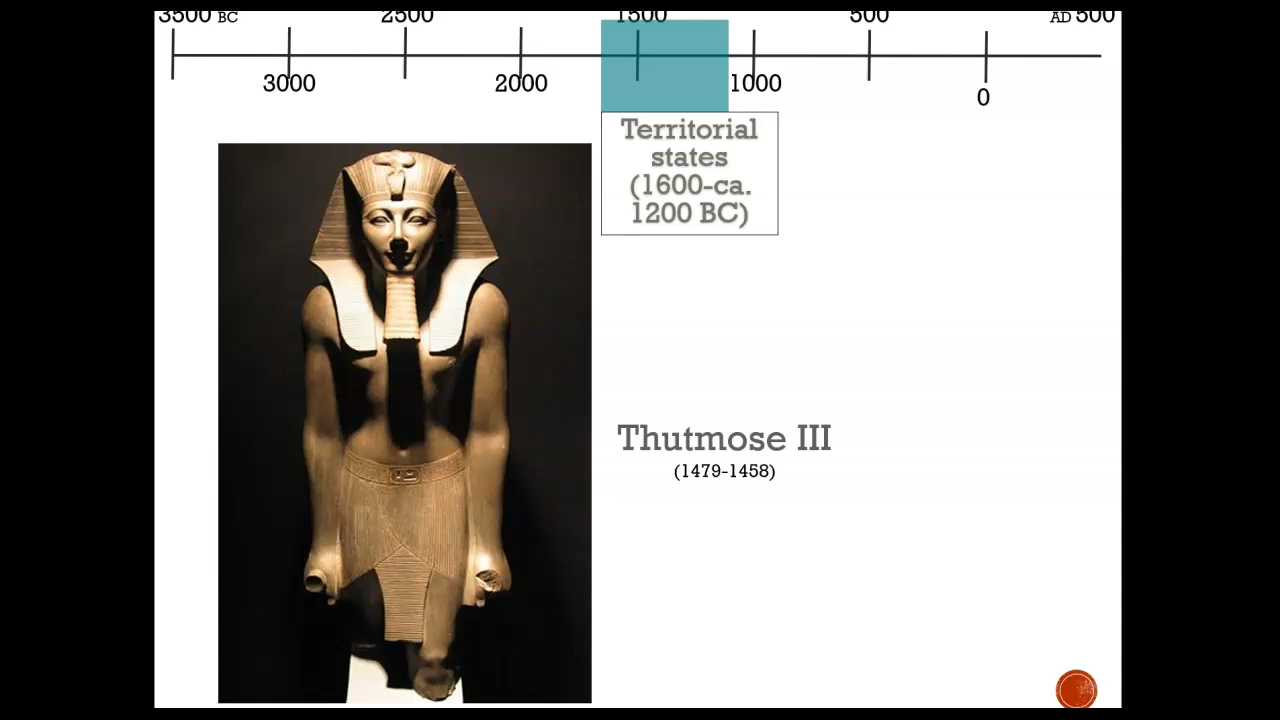 3500 BC 2500 1500 500 AD 500
3000 2000 1000 0
Territorial
states
(1600-ca.
1200 BC)
Thutmose III
(1479-1458)